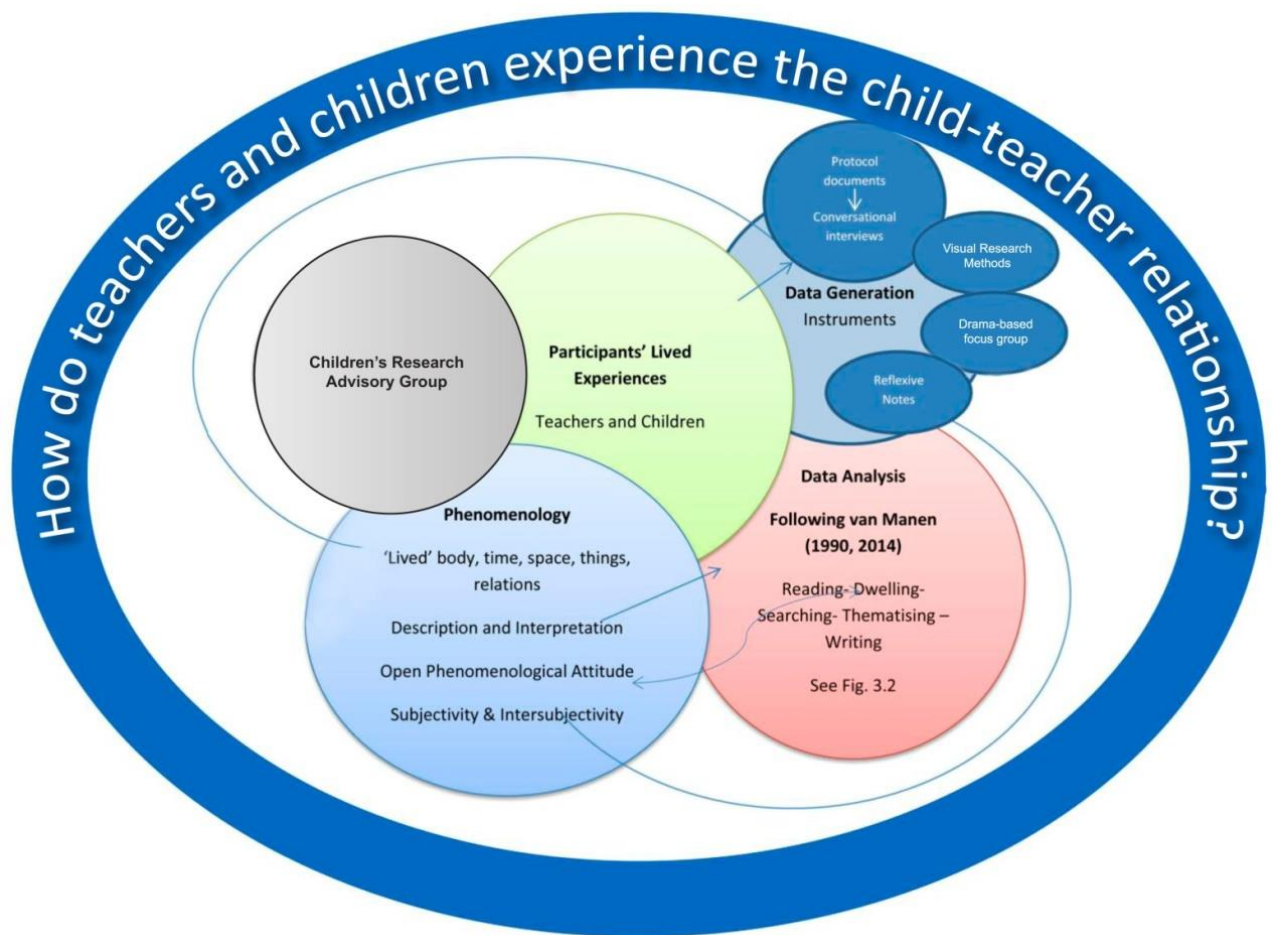 How do teachers and children experience the child-teacher relationship?
Protocol
documents
Conversational
interviews
Visual Research
Methods
Data Generation
Instruments
Drama-based
focus group
Reflexive
Notes
Children’s Research
Advisory Group
Participants’ Lived
Experiences
Teachers and Children
Phenomenology
‘Lived’ body, time, space, things,
relations
Description and Interpretation
Open Phenomenological Attitude
Subjectivity & Intersubjectivity
Data Analysis
Following van Manen
(1990, 2014)
Reading- Dwelling-
Searching- Thematising –
Writing
See Fig. 3.2